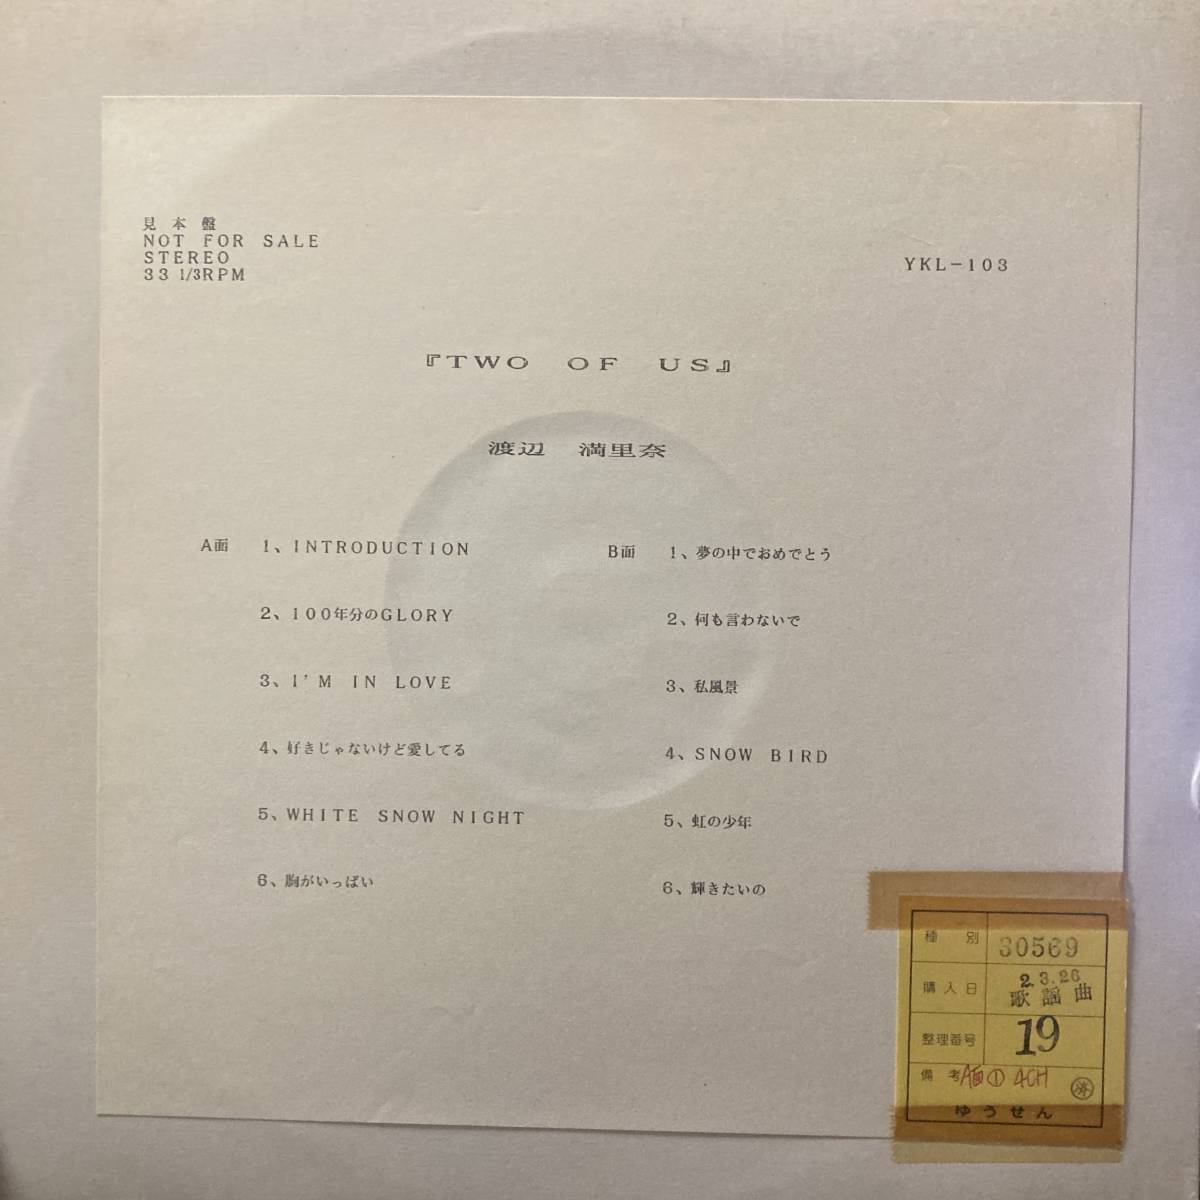 見本盤
NOT FOR SALE
STEREO
33 1/3RPM
YKL-103
『TWO OF US』
渡辺 満里奈
A面 1、INTRODUCTION
2、100年分のGLORY
3、I'M IN LOVE
4、好きじゃないけど愛してる
5、WHITE SNOW NIGHT
6、胸がいっぱい
B面 1、夢の中でおめでとう
2、何も言わないで
3、私風景
4、SNOW BIRD
5、虹の少年
6、輝きたいの
種別 30569
購入日 2.3.26
歌謡曲
整理番号 19
備考 A面① 4CH
済
ゆうせん